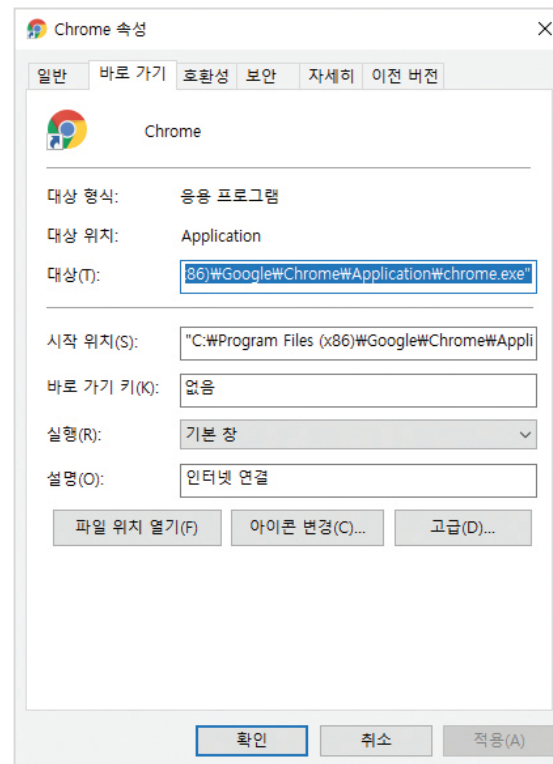 Chrome 속성
일반 바로 가기 호환성 보안 자세히 이전 버전
Chrome
대상 형식: 응용 프로그램
대상 위치: Application
대상(T): :86)₩Google₩Chrome₩Application₩chrome.exe"
시작 위치(S): "C:₩Program Files (x86)₩Google₩Chrome₩Appli
바로 가기 키(K): 없음
실행(R): 기본 창
설명(O): 인터넷 연결
파일 위치 열기(F) 아이콘 변경(C)... 고급(D)...
확인 취소 적용(A)